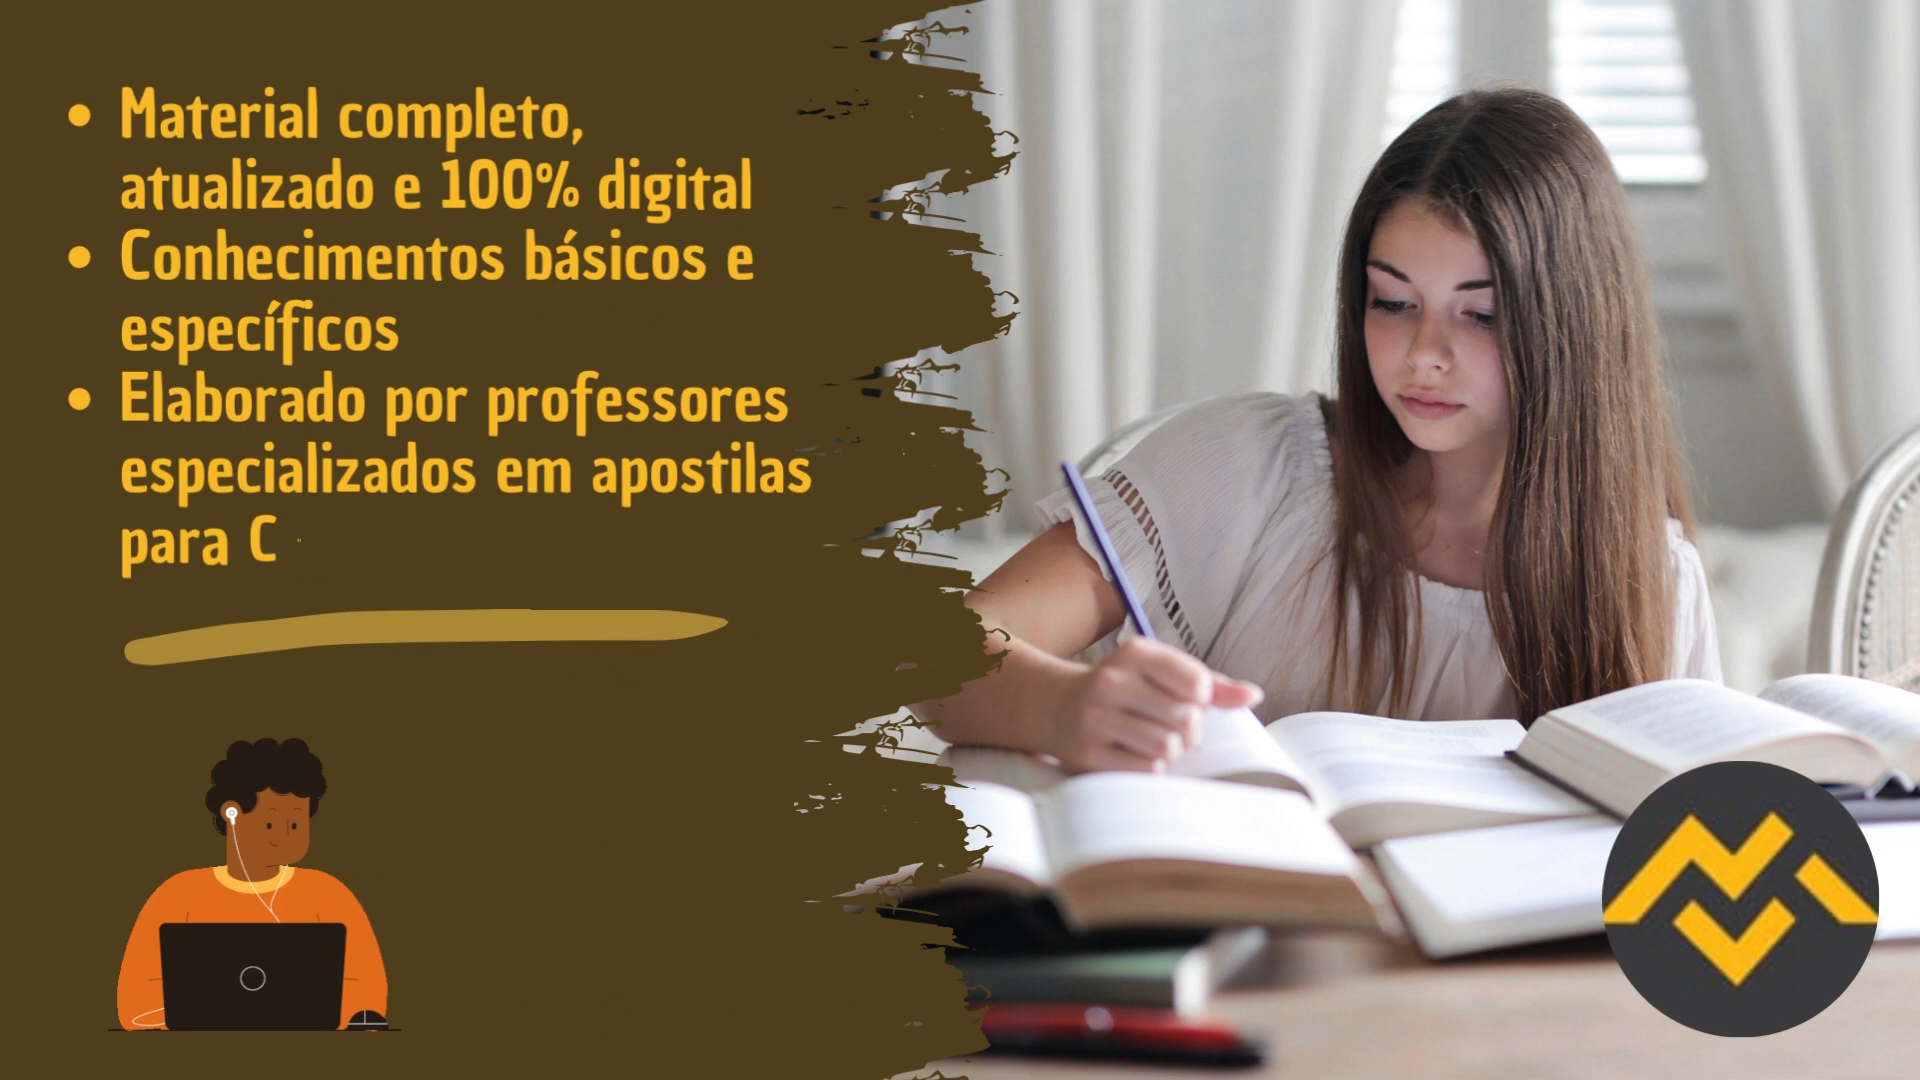 • Material completo,
atualizado e 100% digital
• Conhecimentos básicos e
específicos
• Elaborado por professores
especializados em apostilas
para C